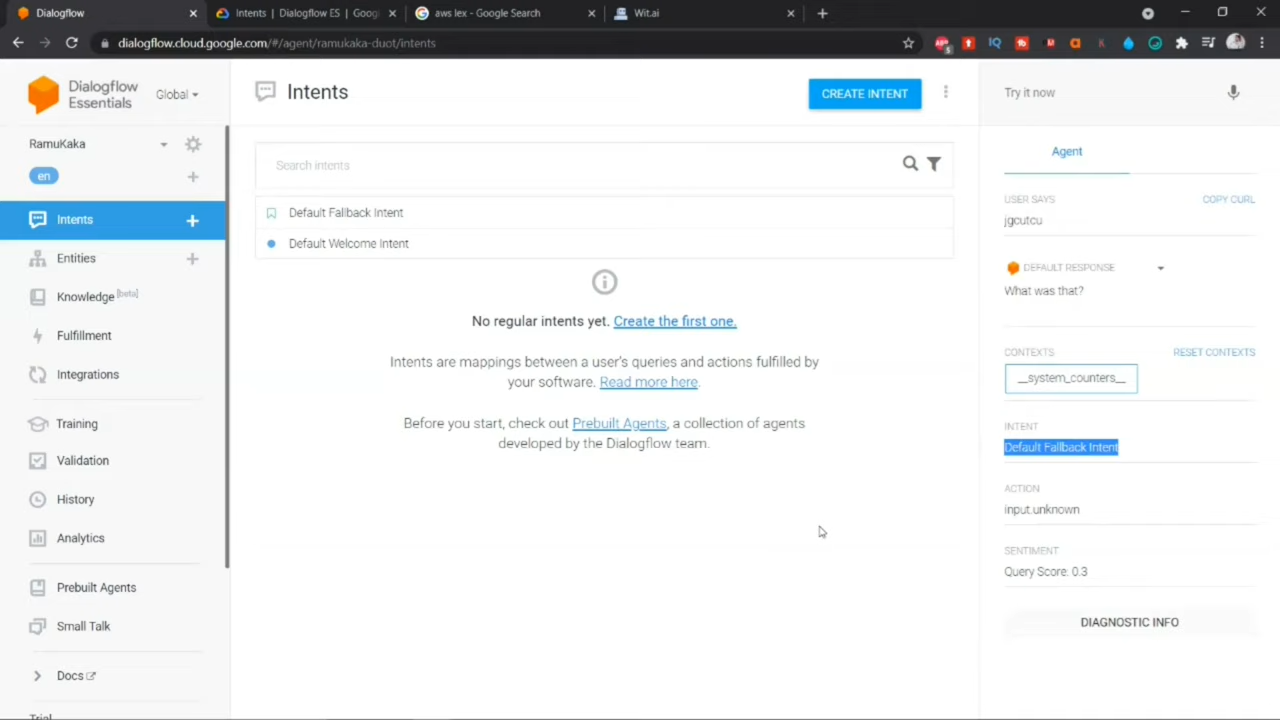 Dialogflow
Intents | Dialogflow ES | Goog
aws lex - Google Search
Wit.ai
dialogflow.cloud.google.com/#/agent/ramukaka-duot/intents
Dialogflow
Essentials
Global
Intents
CREATE INTENT
Try it now
RamuKaka
en
Search intents
Agent
Intents
Default Fallback Intent
Default Welcome Intent
USER SAYS
COPY CURL
jgcutcu
Entities
Knowledge [beta]
Fulfillment
Integrations
No regular intents yet. Create the first one.
Intents are mappings between a user's queries and actions fulfilled by
your software. Read more here.
Before you start, check out Prebuilt Agents, a collection of agents
developed by the Dialogflow team.
DEFAULT RESPONSE
What was that?
CONTEXTS
RESET CONTEXTS
__system_counters__
INTENT
Default Fallback Intent
ACTION
input.unknown
SENTIMENT
Query Score: 0.3
DIAGNOSTIC INFO
Training
Validation
History
Analytics
Prebuilt Agents
Small Talk
Docs
Trial